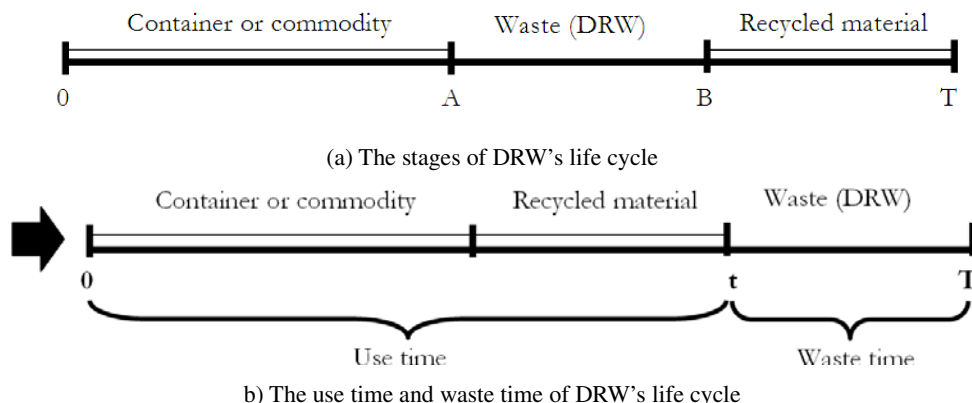 Container or commodity Waste (DRW) Recycled material
0 A B T
(a) The stages of DRW's life cycle
Container or commodity Recycled material Waste (DRW)
0 t T
Use time Waste time
b) The use time and waste time of DRW's life cycle